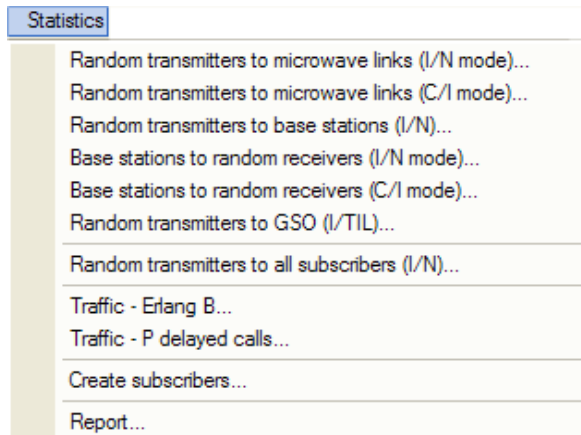 Statistics
Random transmitters to microwave links (I/N mode)...
Random transmitters to microwave links (C/I mode)...
Random transmitters to base stations (I/N)...
Base stations to random receivers (I/N mode)...
Base stations to random receivers (C/I mode)...
Random transmitters to GSO (I/TIL)...
Random transmitters to all subscribers (I/N)...
Traffic - Erlang B...
Traffic - P delayed calls...
Create subscribers...
Report...